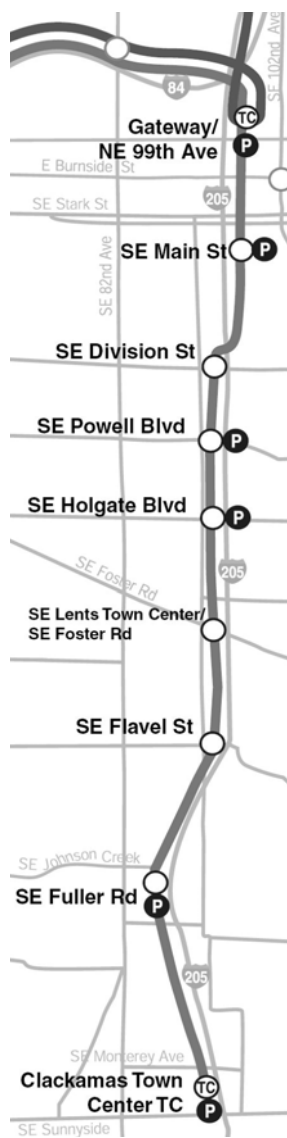 SE 102nd Ave
84
TC
Gateway/
NE 99th Ave
P
E Burnside St
205
SE Stark St
SE 82nd Ave
SE Main St
P
SE Division St
SE Powell Blvd
P
SE Holgate Blvd
P
SE Foster Rd
205
SE Lents Town Center/
SE Foster Rd
SE Flavel St
SE Johnson Creek
SE Fuller Rd
P
205
SE Monterey Ave
Clackamas Town
Center TC
TC
P
SE Sunnyside